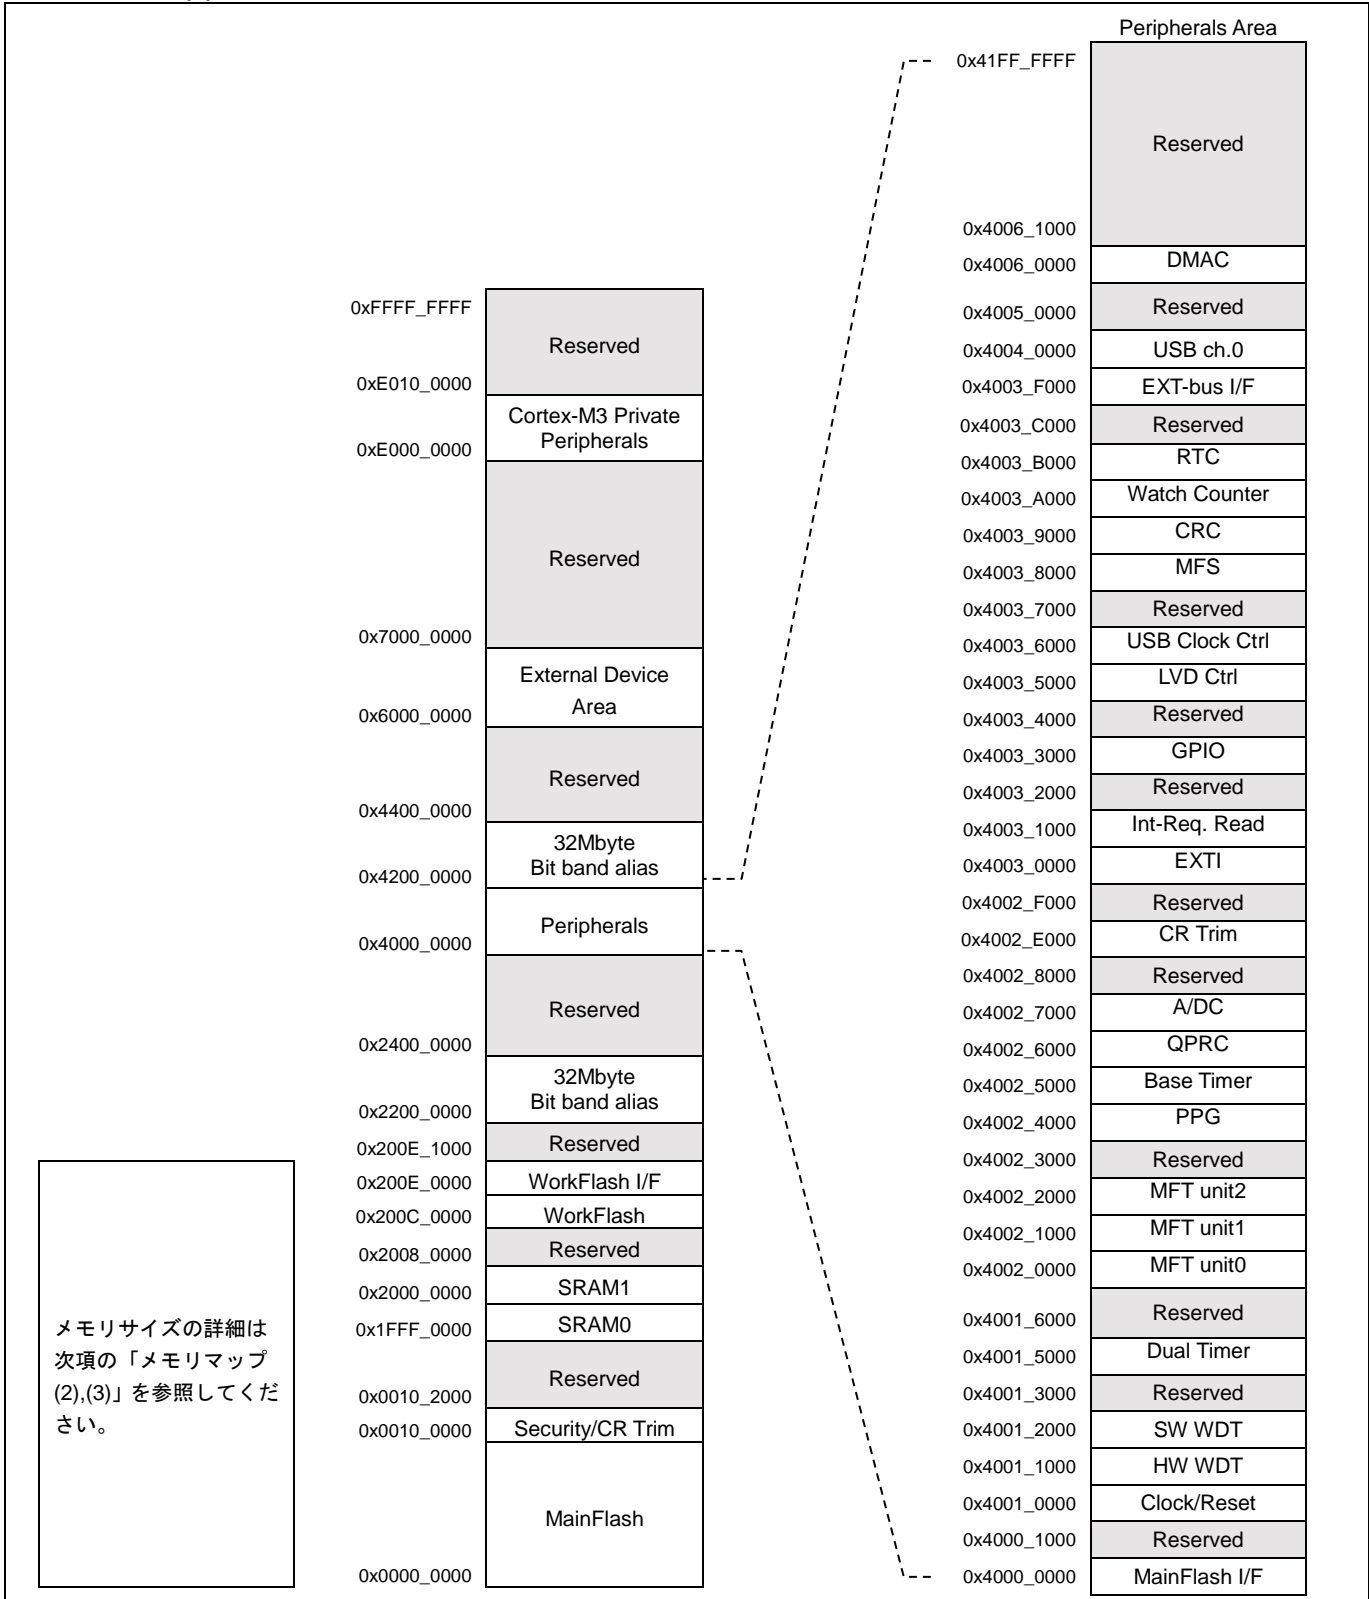 Peripherals Area
0x41FF_FFFF
Reserved
0x4006_1000
0x4006_0000 DMAC
0x4005_0000 Reserved
0x4004_0000 USB ch.0
0x4003_F000 EXT-bus I/F
0x4003_C000 Reserved
0x4003_B000 RTC
0x4003_A000 Watch Counter
0x4003_9000 CRC
0x4003_8000 MFS
0x4003_7000 Reserved
0x4003_6000 USB Clock Ctrl
0x4003_5000 LVD Ctrl
0x4003_4000 Reserved
0x4003_3000 GPIO
0x4003_2000 Reserved
0x4003_1000 Int-Req. Read
0x4003_0000 EXTI
0x4002_F000 Reserved
0x4002_E000 CR Trim
0x4002_8000 Reserved
0x4002_7000 A/DC
0x4002_6000 QPRC
0x4002_5000 Base Timer
0x4002_4000 PPG
0x4002_3000 Reserved
0x4002_2000 MFT unit2
0x4002_1000 MFT unit1
0x4002_0000 MFT unit0
0x4001_6000 Reserved
0x4001_5000 Dual Timer
0x4001_3000 Reserved
0x4001_2000 SW WDT
0x4001_1000 HW WDT
0x4001_0000 Clock/Reset
0x4000_1000 Reserved
0x4000_0000 MainFlash I/F
0xFFFF_FFFF
Reserved
0xE010_0000
Cortex-M3 Private
Peripherals
0xE000_0000
Reserved
0x7000_0000
External Device
Area
0x6000_0000
Reserved
0x4400_0000
32Mbyte
Bit band alias
0x4200_0000
Peripherals
0x4000_0000
Reserved
0x2400_0000
32Mbyte
Bit band alias
0x2200_0000
0x200E_1000 Reserved
0x200E_0000 WorkFlash I/F
0x200C_0000 WorkFlash
0x2008_0000 Reserved
0x2000_0000 SRAM1
0x1FFF_0000 SRAM0
Reserved
0x0010_2000
0x0010_0000 Security/CR Trim
MainFlash
0x0000_0000
メモリサイズの詳細は
次項の「メモリマップ
(2),(3)」を参照してくだ
さい。